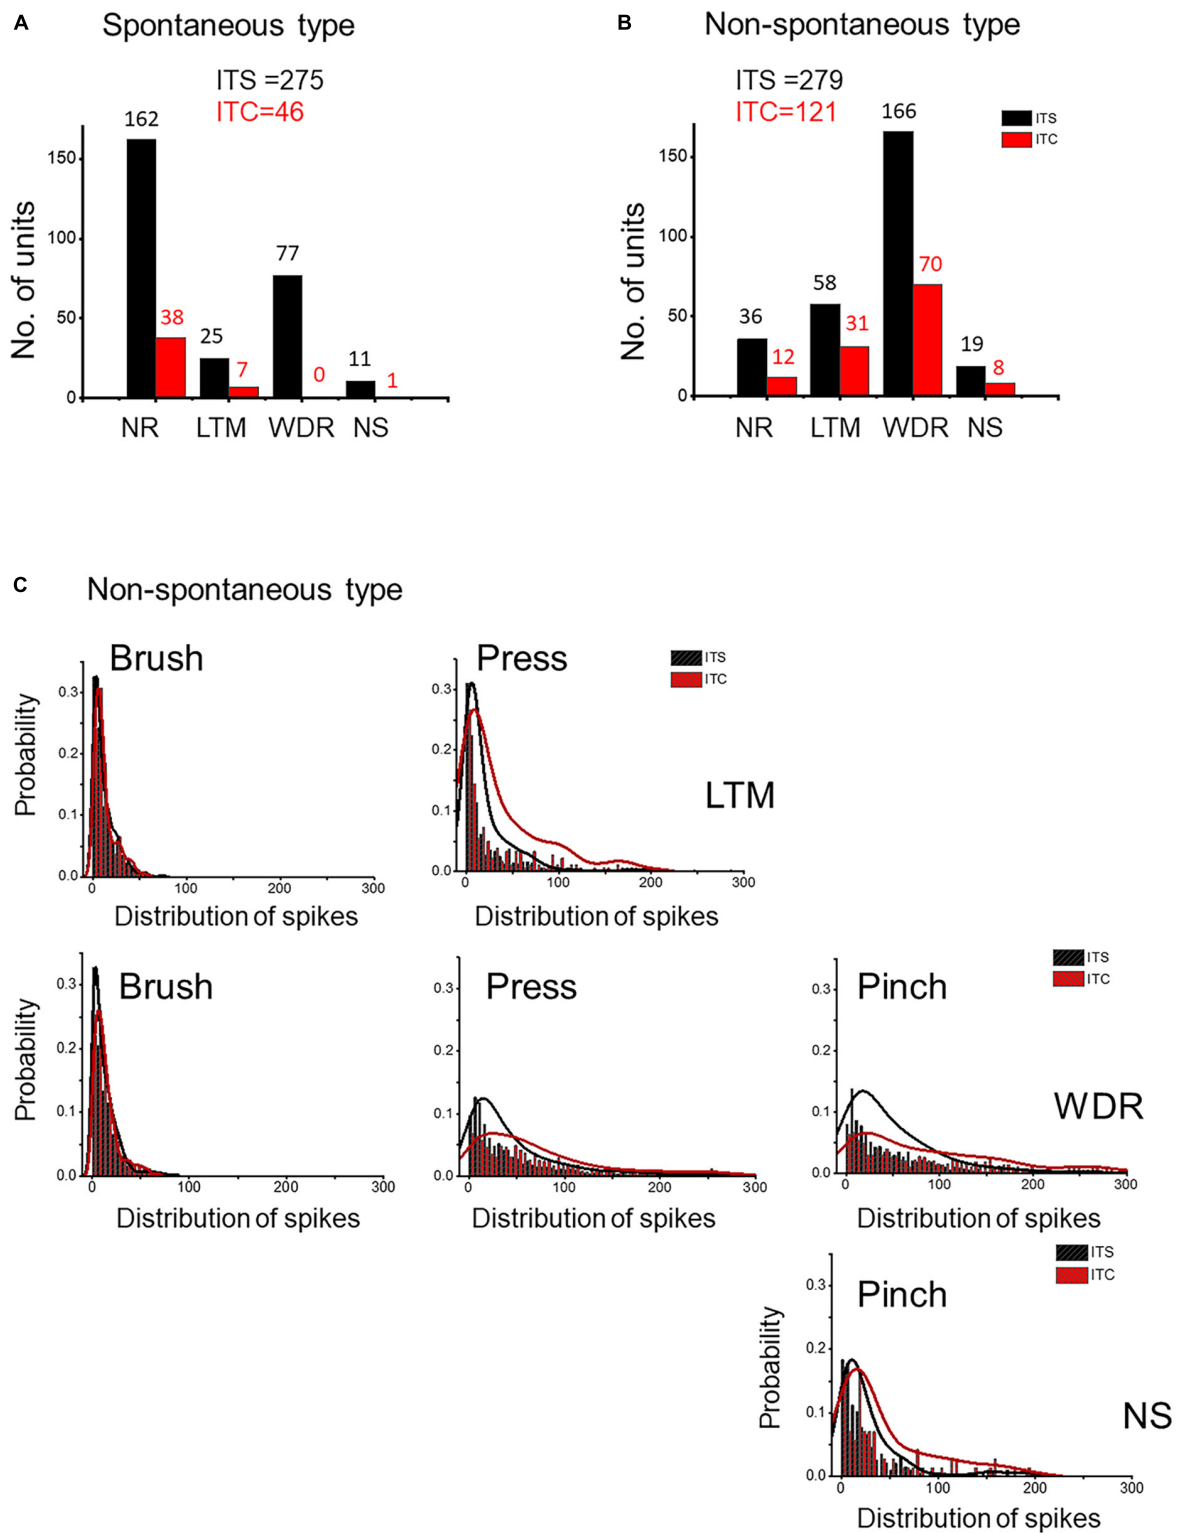 A
Spontaneous type
ITS =275
ITC=46
No. of units
150
100
50
0
162
38
25
7
77
0
11
1
NR LTM WDR NS
B
Non-spontaneous type
ITS =279
ITC=121
ITS
ITC
No. of units
150
100
50
0
36
12
58
31
166
70
19
8
NR LTM WDR NS
C
Non-spontaneous type
Brush
Probability
0.3
0.2
0.1
0.0
0 100 200 300
Distribution of spikes
Press
ITS
ITC
0.3
0.2
0.1
0.0
0 100 200 300
Distribution of spikes
LTM
Brush
Probability
0.3
0.2
0.1
0.0
0 100 200 300
Distribution of spikes
Press
0.3
0.2
0.1
0.0
0 100 200 300
Distribution of spikes
Pinch
ITS
ITC
0.3
0.2
0.1
0.0
0 100 200 300
Distribution of spikes
WDR
Pinch
ITS
ITC
Probability
0.3
0.2
0.1
0.0
0 100 200 300
Distribution of spikes
NS